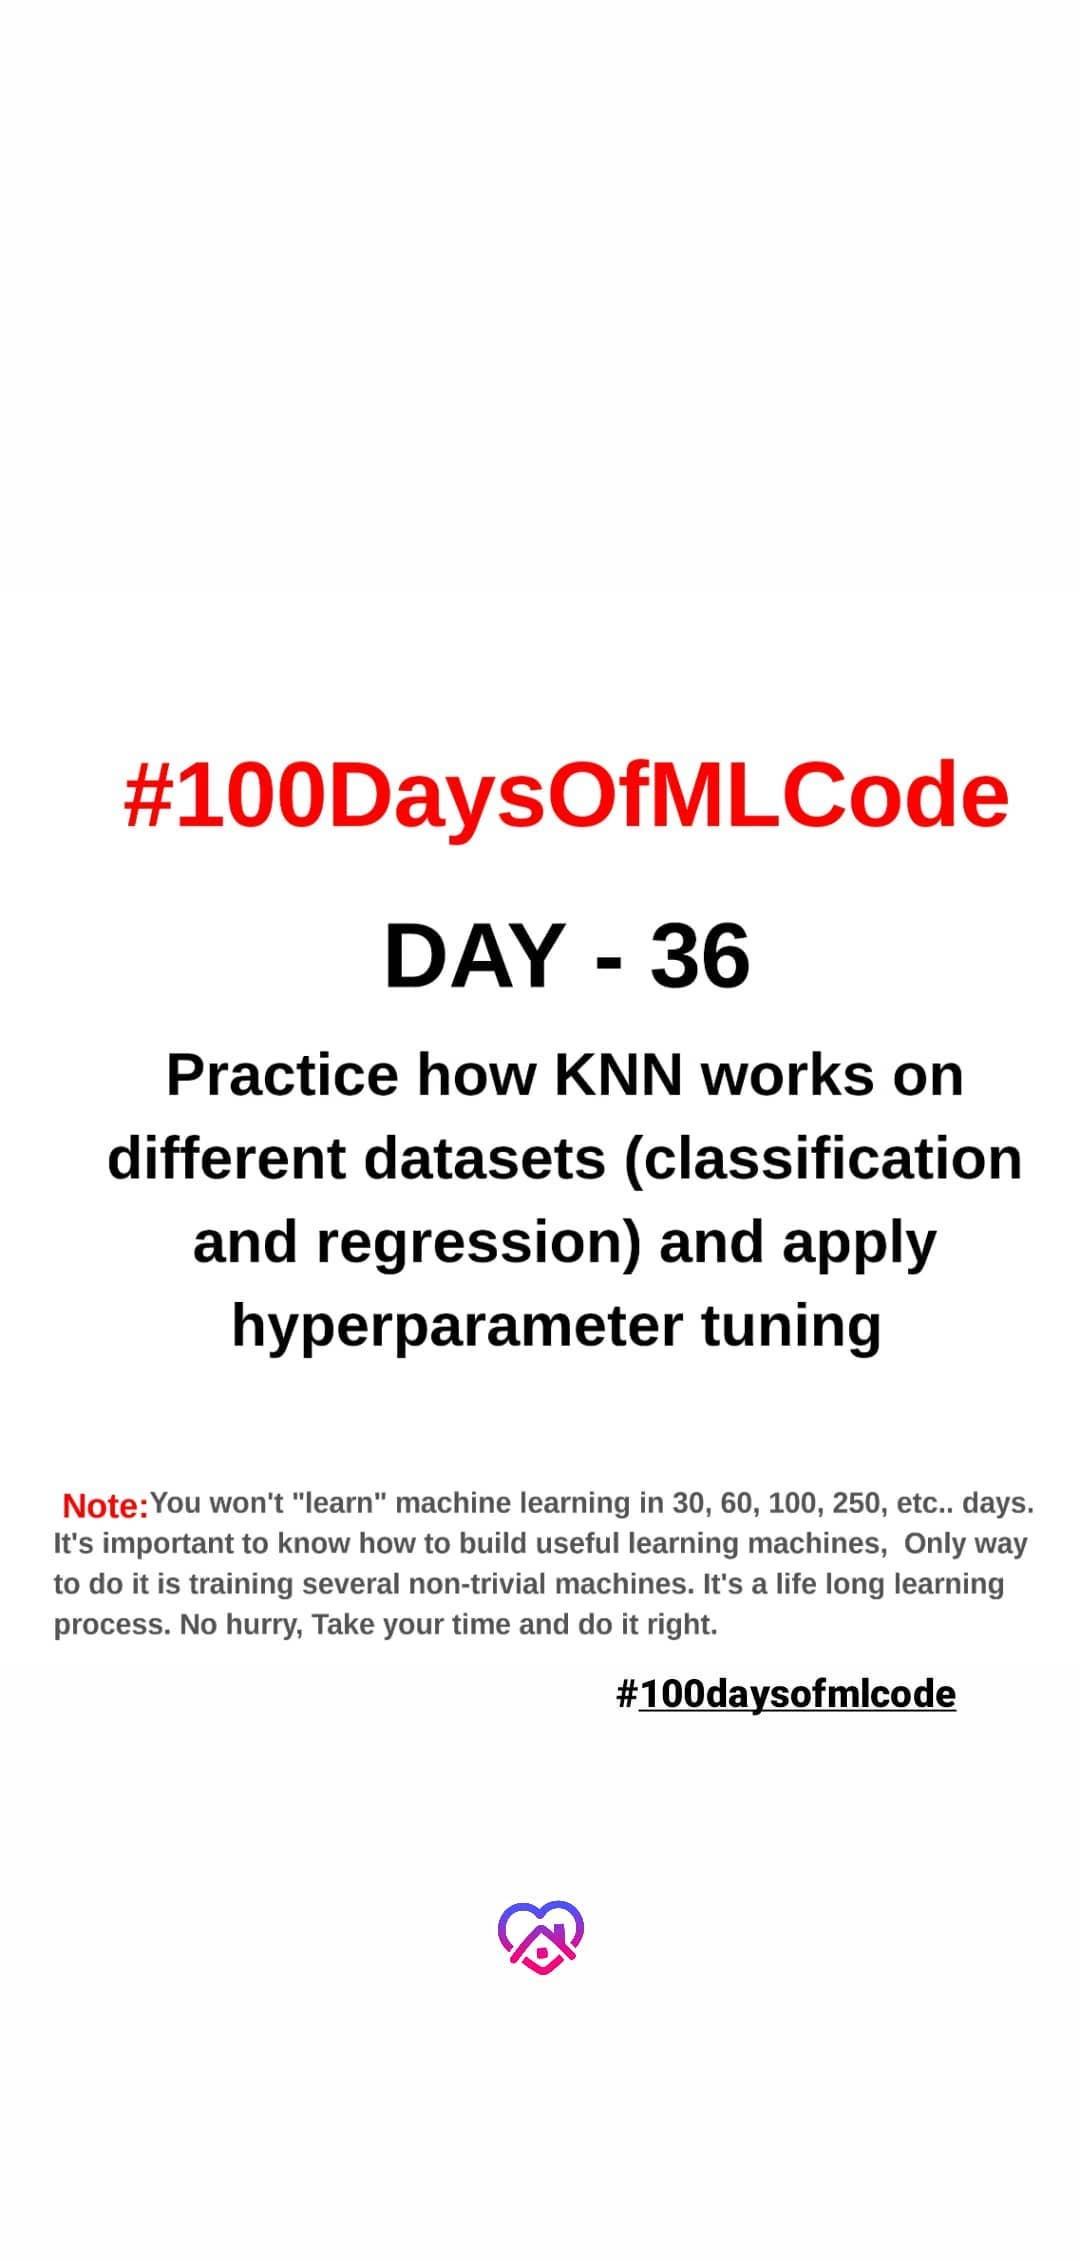 #100DaysOfMLCode
DAY - 36
Practice how KNN works on
different datasets (classification
and regression) and apply
hyperparameter tuning
Note:You won't "learn" machine learning in 30, 60, 100, 250, etc.. days.
It's important to know how to build useful learning machines,  Only way
to do it is training several non-trivial machines. It's a life long learning
process. No hurry, Take your time and do it right.
#100daysofmlcode